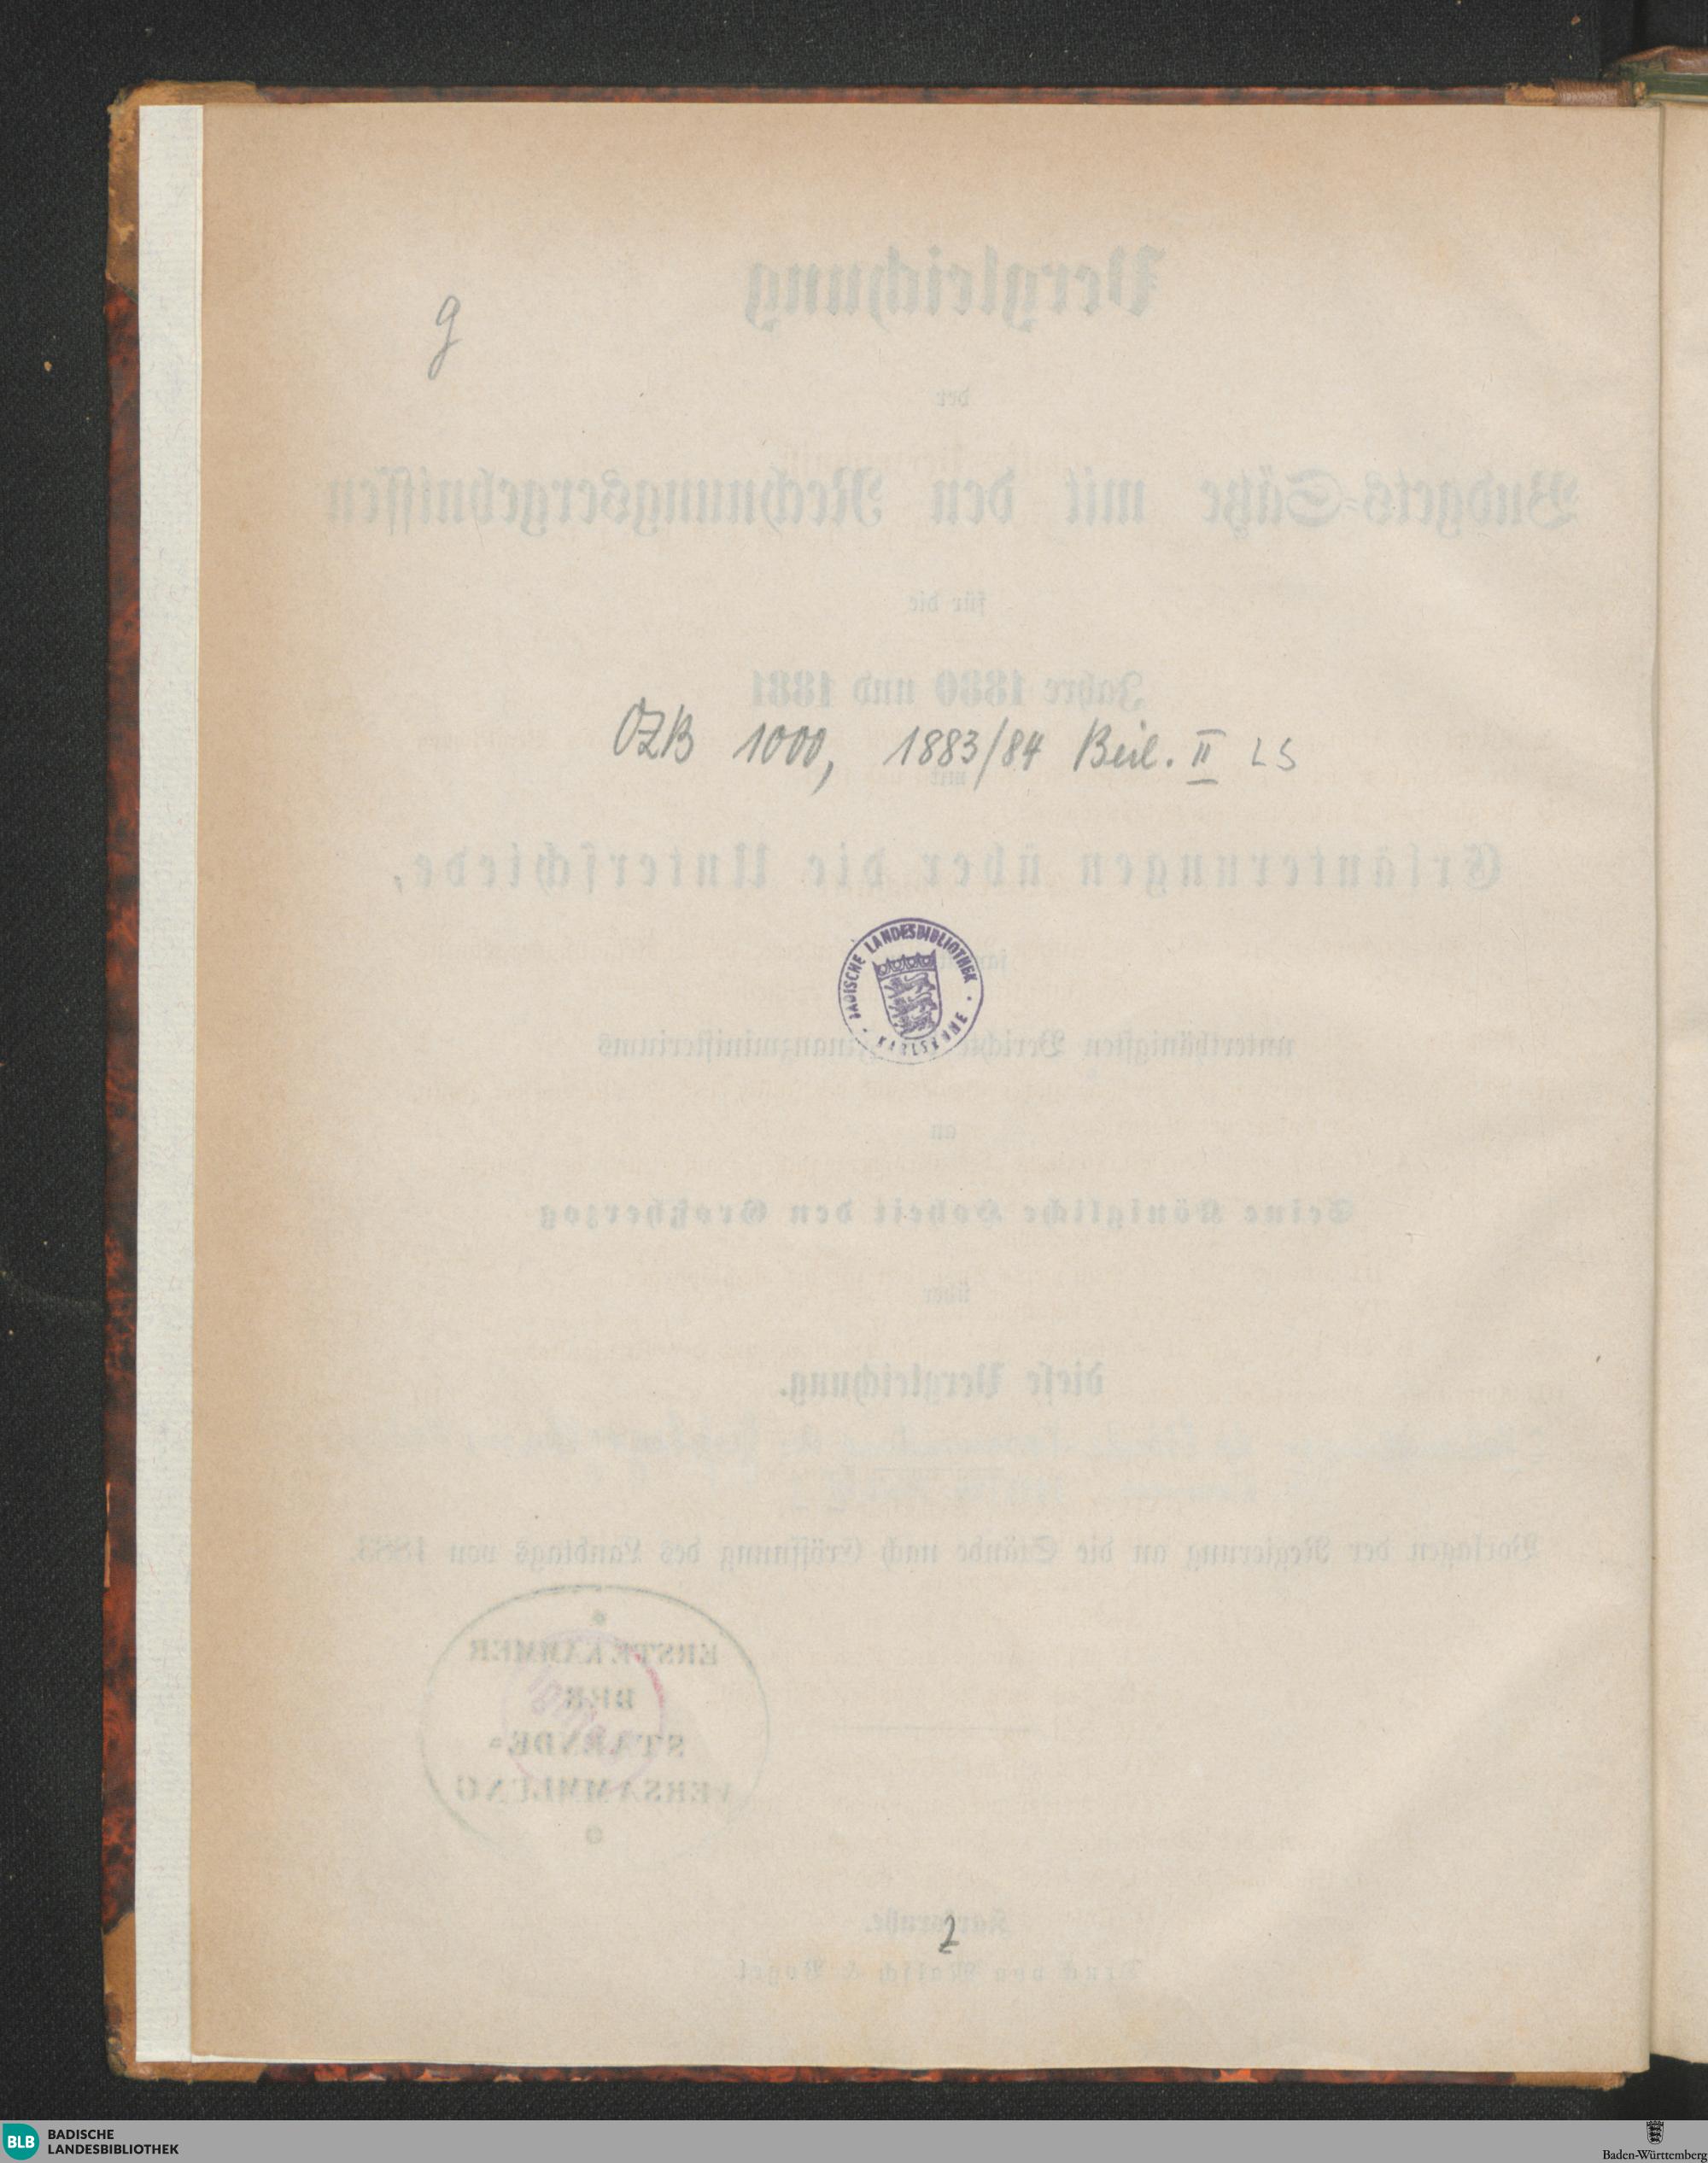 g
Vergleichung
der
Budgets-Sätze mit den Rechnungsergebnissen
für die
Jahre 1880 und 1881
OZB 1000, 1883/84 Beil. II LS
mit
Erläuterungen über die Unterschiede,
BADISCHE LANDESBIBLIOTHEK
KARLSRUHE
unterthänigsten Finanzministeriums
an
Seine Königliche Hoheit den Großherzog
über
diese Vergleichung.
Vorlagen der Regierung an die Stände nach Eröffnung des Landtags von 1883.
ERSTE KAMMER
DER
STAENDE-
VERSAMMLUNG
Karlsruhe.
2
BLB BADISCHE
LANDESBIBLIOTHEK
Baden-Württemberg